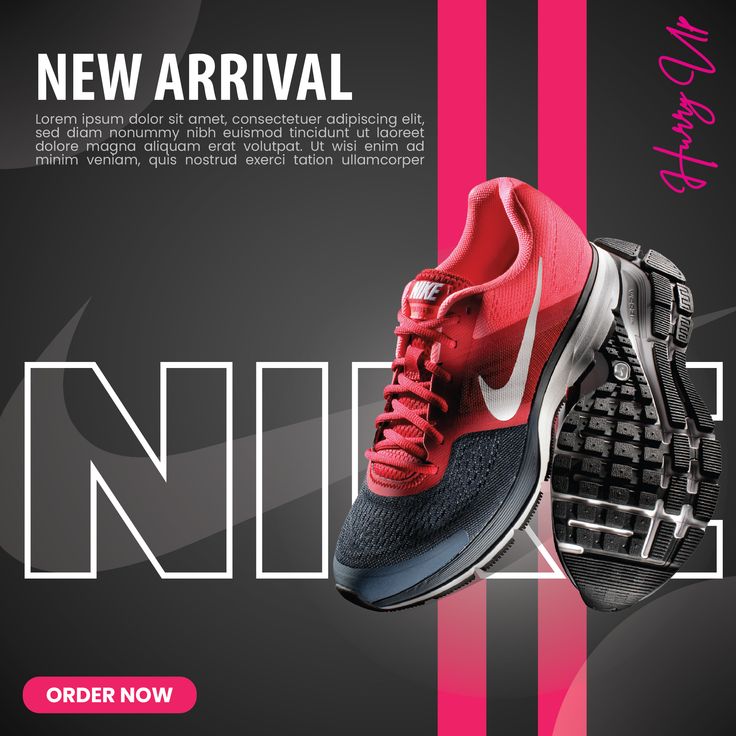 NEW ARRIVAL
Lorem ipsum dolor sit amet, consectetuer adipiscing elit,
sed diam nonummy nibh euismod tincidunt ut laoreet
dolore magna aliquam erat volutpat. Ut wisi enim ad
minim veniam, quis nostrud exerci tation ullamcorper
Hurry Up
NIKE
NIKE
ORDER NOW